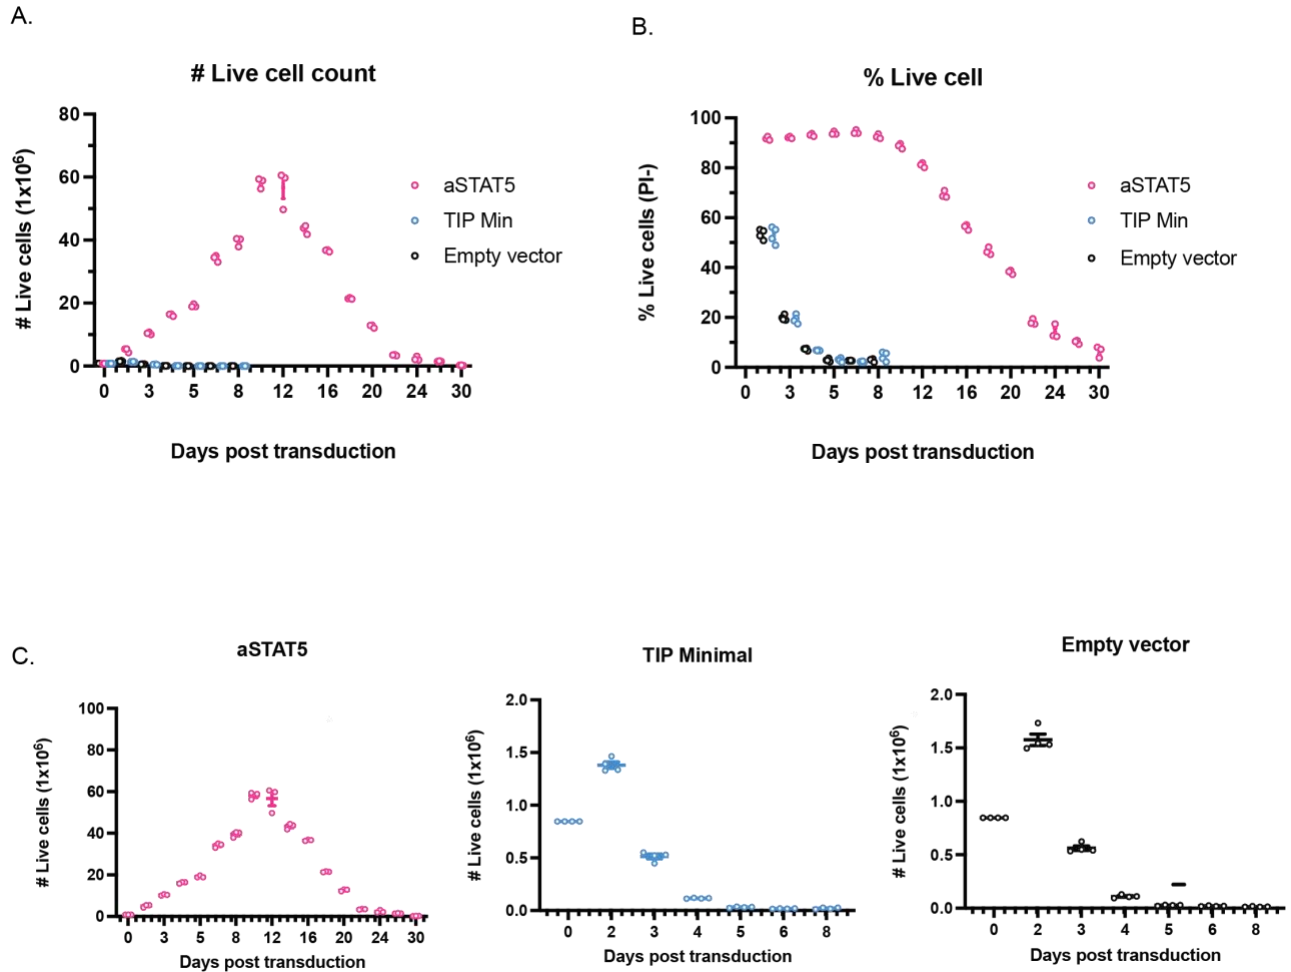 A.
B.
# Live cell count
% Live cell
# Live cells (1x10⁶)
80
60
40
20
0
0 3 5 8 12 16 20 24 30
Days post transduction
aSTAT5
TIP Min
Empty vector
% Live cells (PI-)
100
80
60
40
20
0
0 3 5 8 12 16 20 24 30
Days post transduction
aSTAT5
TIP Min
Empty vector
C.
aSTAT5
# Live cells (1x10⁶)
100
80
60
40
20
0
0 3 5 8 12 16 20 24 30
Days post transduction
TIP Minimal
# Live cells (1x10⁶)
2.0
1.5
1.0
0.5
0.0
0 2 3 4 5 6 8
Days post transduction
Empty vector
# Live cells (1x10⁶)
2.0
1.5
1.0
0.5
0.0
0 2 3 4 5 6 8
Days post transduction